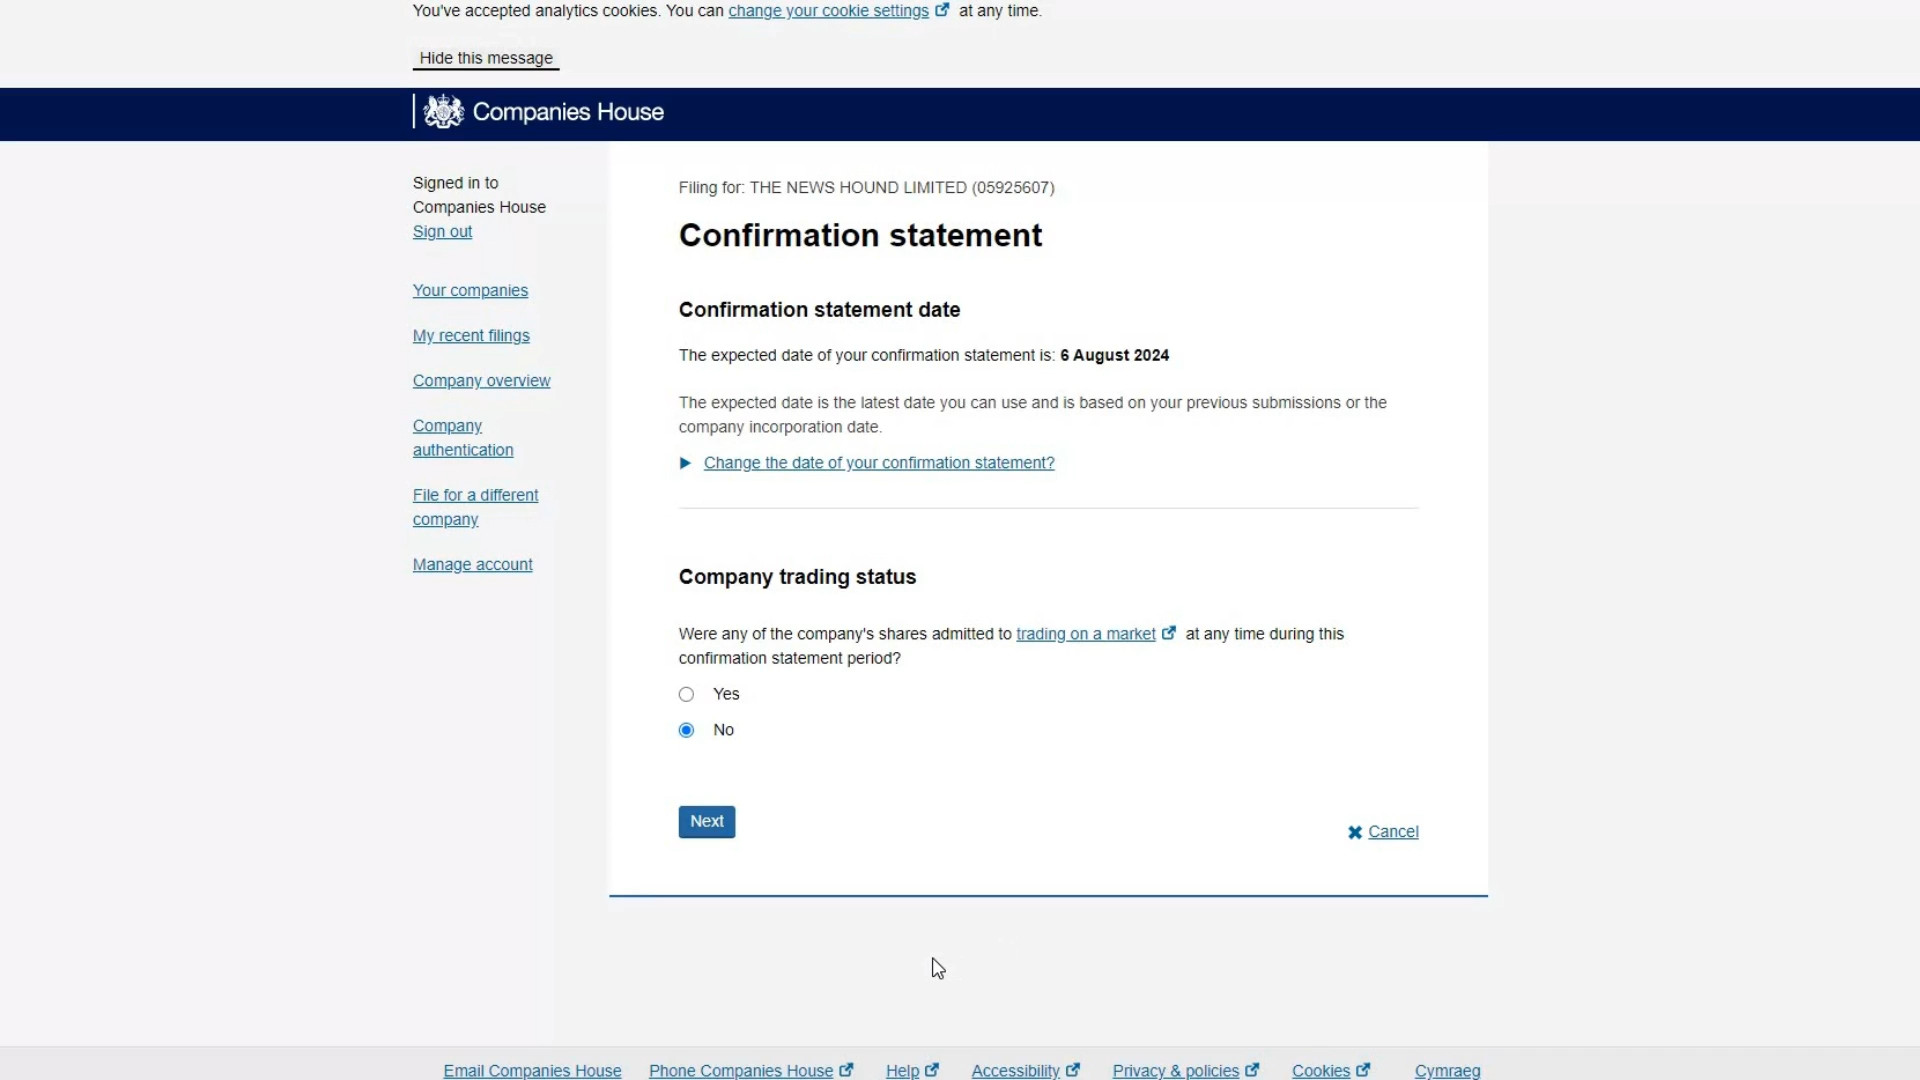 You've accepted analytics cookies. You can change your cookie settings at any time.
Hide this message
Companies House
Signed in to
Companies House
Sign out
Your companies
My recent filings
Company overview
Company
authentication
File for a different
company
Manage account
Filing for: THE NEWS HOUND LIMITED (05925607)
Confirmation statement
Confirmation statement date
The expected date of your confirmation statement is: 6 August 2024
The expected date is the latest date you can use and is based on your previous submissions or the
company incorporation date.
Change the date of your confirmation statement?
Company trading status
Were any of the company's shares admitted to trading on a market at any time during this
confirmation statement period?
Yes
No
Next
Cancel
Email Companies House Phone Companies House Help Accessibility Privacy & policies Cookies Cymraeg